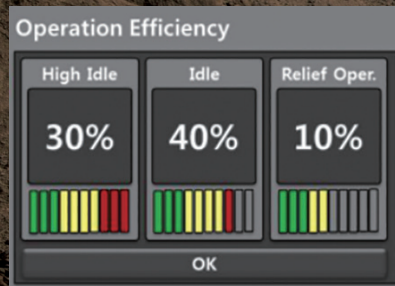 Operation Efficiency
High Idle Idle Relief Oper.
30% 40% 10%
OK